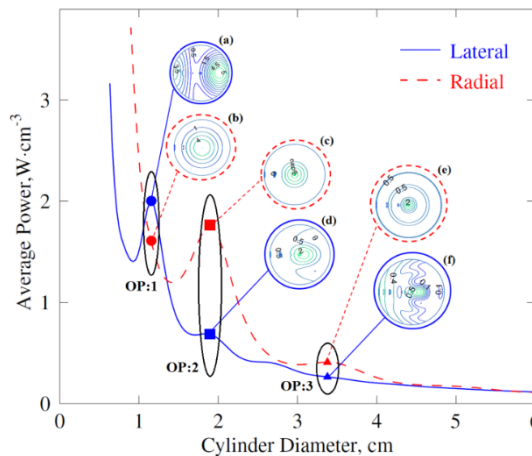 (a)
Lateral
Radial
(b)
(c)
(e)
(d)
(f)
3
2
1
0
OP:1
OP:2
OP:3
Average Power, W·cm-3
0
1
2
3
4
5
6
Cylinder Diameter, cm